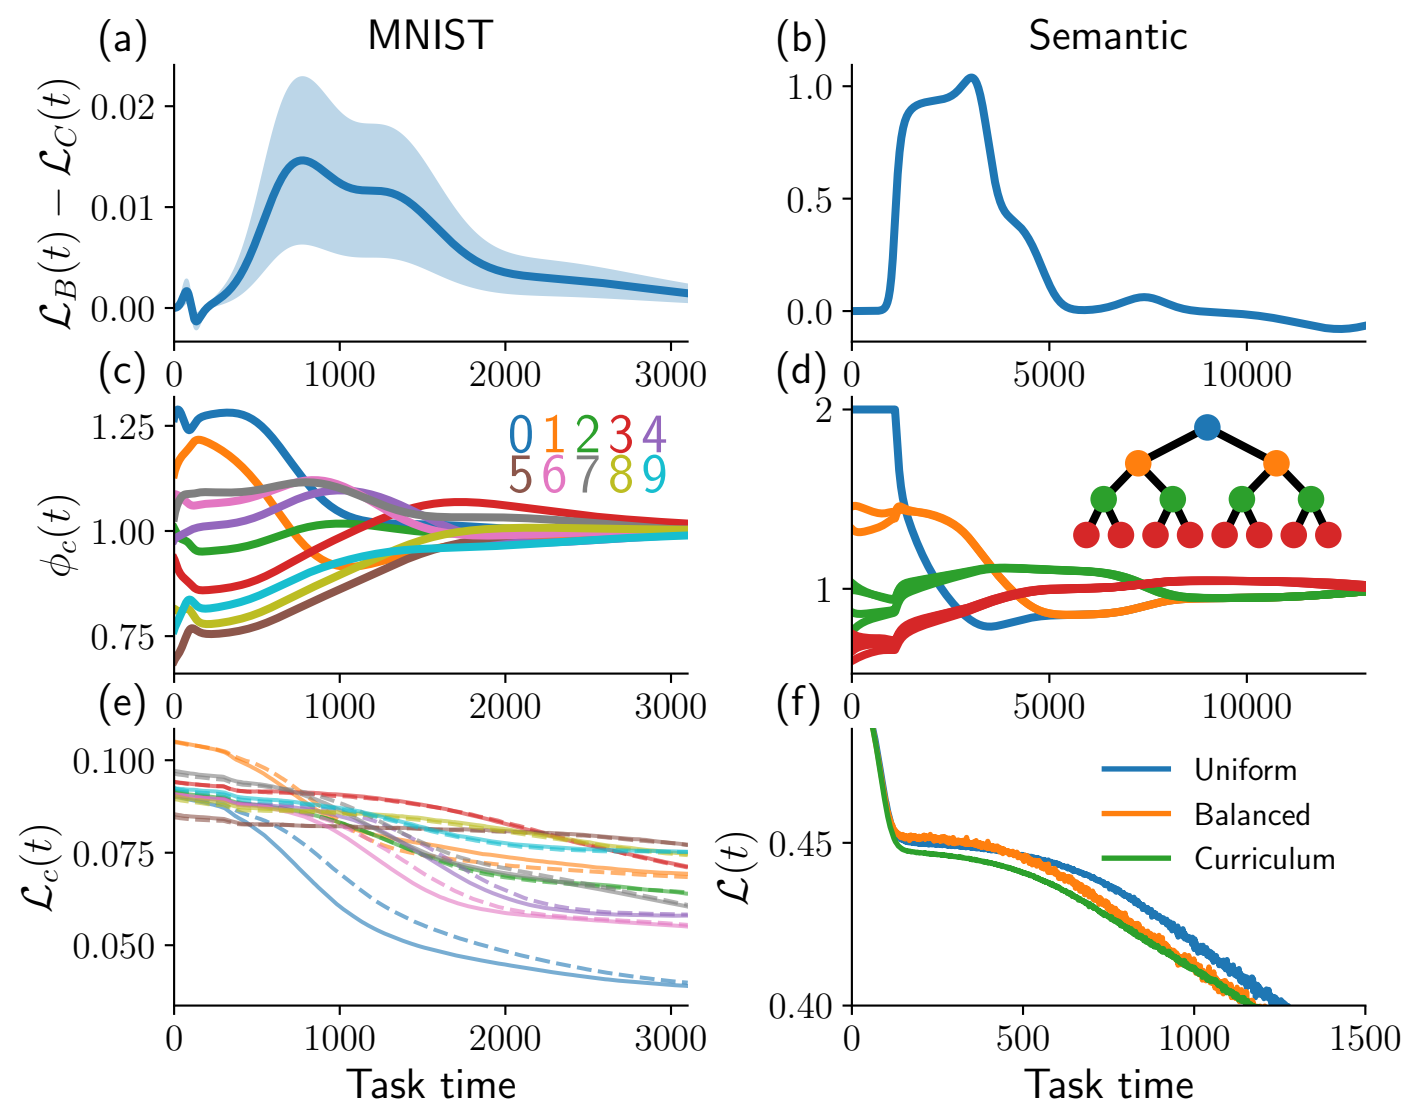 (a) MNIST
ℒ_B(t) − ℒ_C(t)
0.02
0.01
0.00
0 1000 2000 3000
(b) Semantic
1.0
0.5
0.0
0 5000 10000
(c)
ϕ_c(t)
1.25
1.00
0.75
0 1 2 3 4
5 6 7 8 9
0 1000 2000 3000
(d)
2
1
0 5000 10000
(e)
ℒ_c(t)
0.100
0.075
0.050
0 1000 2000 3000
Task time
(f)
ℒ(t)
0.45
0.40
Uniform
Balanced
Curriculum
0 500 1000 1500
Task time